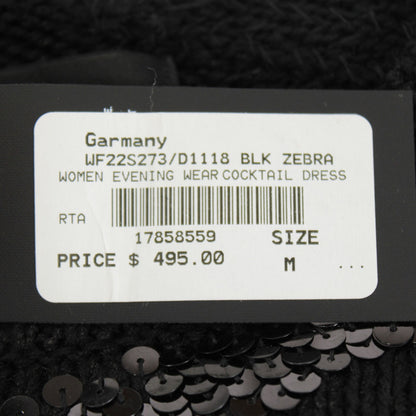 Garmany
WF22S273/D1118 BLK ZEBRA
WOMEN EVENING WEAR COCKTAIL DRESS
RTA
17858559 SIZE
PRICE $ 495.00 M ...